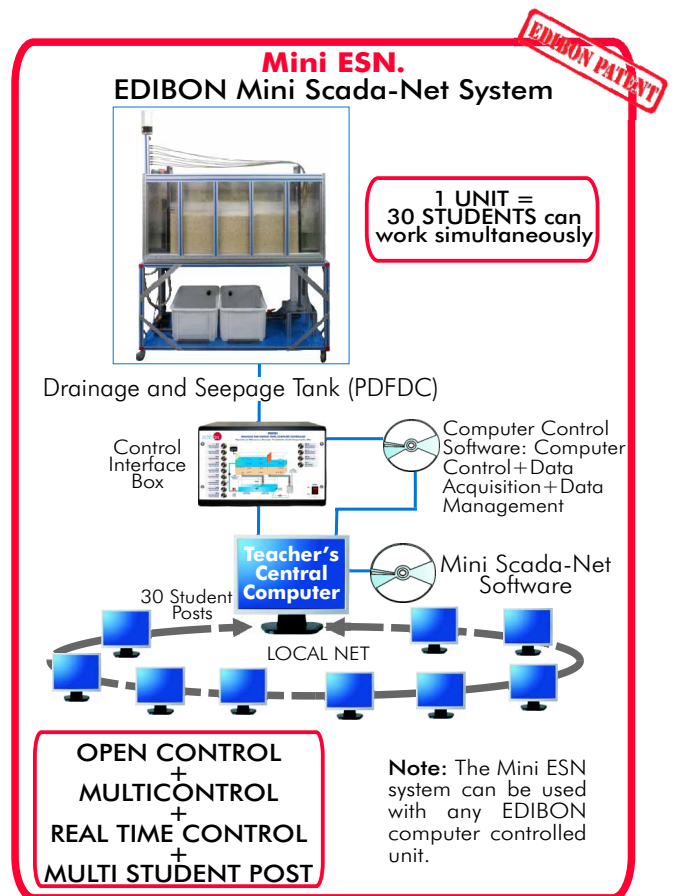 EDIBON PATENT
Mini ESN.
EDIBON Mini Scada-Net System
1 UNIT =
30 STUDENTS can
work simultaneously
Drainage and Seepage Tank (PDFDC)
Control
Interface
Box
Computer Control
Software: Computer
Control+Data
Acquisition+Data
Management
Teacher's
Central
Computer
Mini Scada-Net
Software
30 Student
Posts
LOCAL NET
OPEN CONTROL
+
MULTICONTROL
+
REAL TIME CONTROL
+
MULTI STUDENT POST
Note: The Mini ESN
system can be used
with any EDIBON
computer controlled
unit.